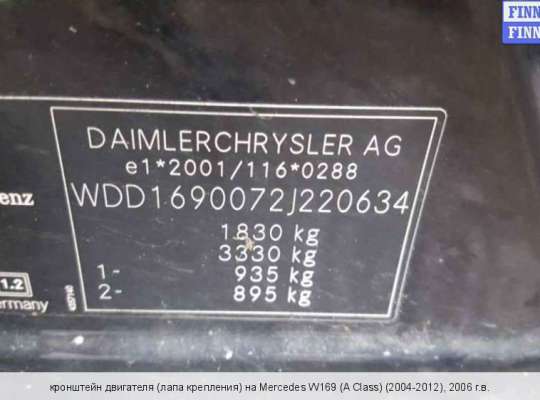 FINN
FINN
DAIMLERCHRYSLER AG
e1*2001/116*0288
WDD1690072J220634
1830 kg
3330 kg
1- 935 kg
2- 895 kg
enz
1.2
ermany
кронштейн двигателя (лапа крепления) на Mercedes W169 (A Class) (2004-2012), 2006 г.в.